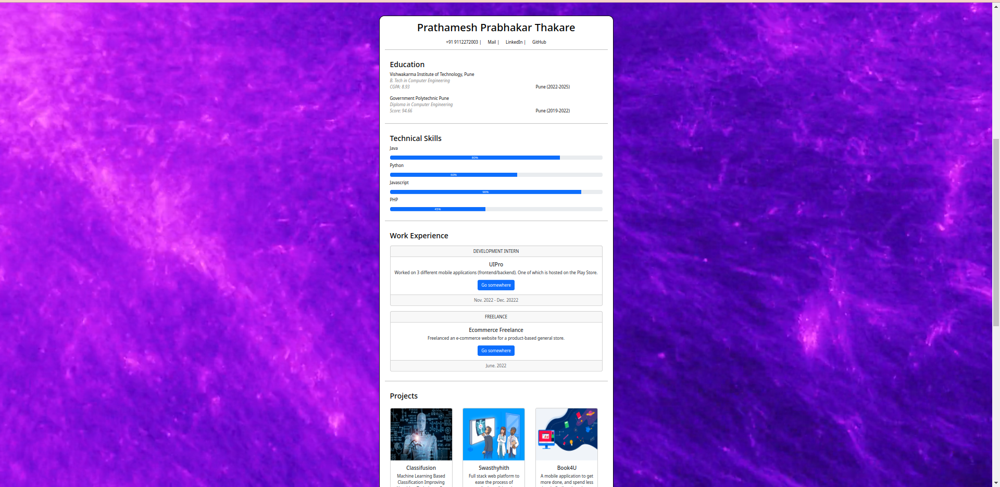 Prathamesh Prabhakar Thakare
+91 9112272003 | Mail | LinkedIn | GitHub
Education
Vishwakarma Institute of Technology, Pune
B. Tech in Computer Engineering
CGPA: 8.93 Pune (2022-2025)
Government Polytechnic Pune
Diploma in Computer Engineering
Score: 94.66 Pune (2019-2022)
Technical Skills
Java
80%
Python
60%
Javascript
90%
PHP
45%
Work Experience
DEVELOPMENT INTERN
UIPro
Worked on 3 different mobile applications (frontend/backend). One of which is hosted on the Play Store.
Go somewhere
Nov. 2022 - Dec. 20222
FREELANCE
Ecommerce Freelance
Freelanced an e-commerce website for a product-based general store.
Go somewhere
June. 2022
Projects
Classifusion
Machine Learning Based
Classification Improving
Swasthyhith
Full stack web platform to
ease the process of
Book4U
A mobile application to get
more done, and spend less